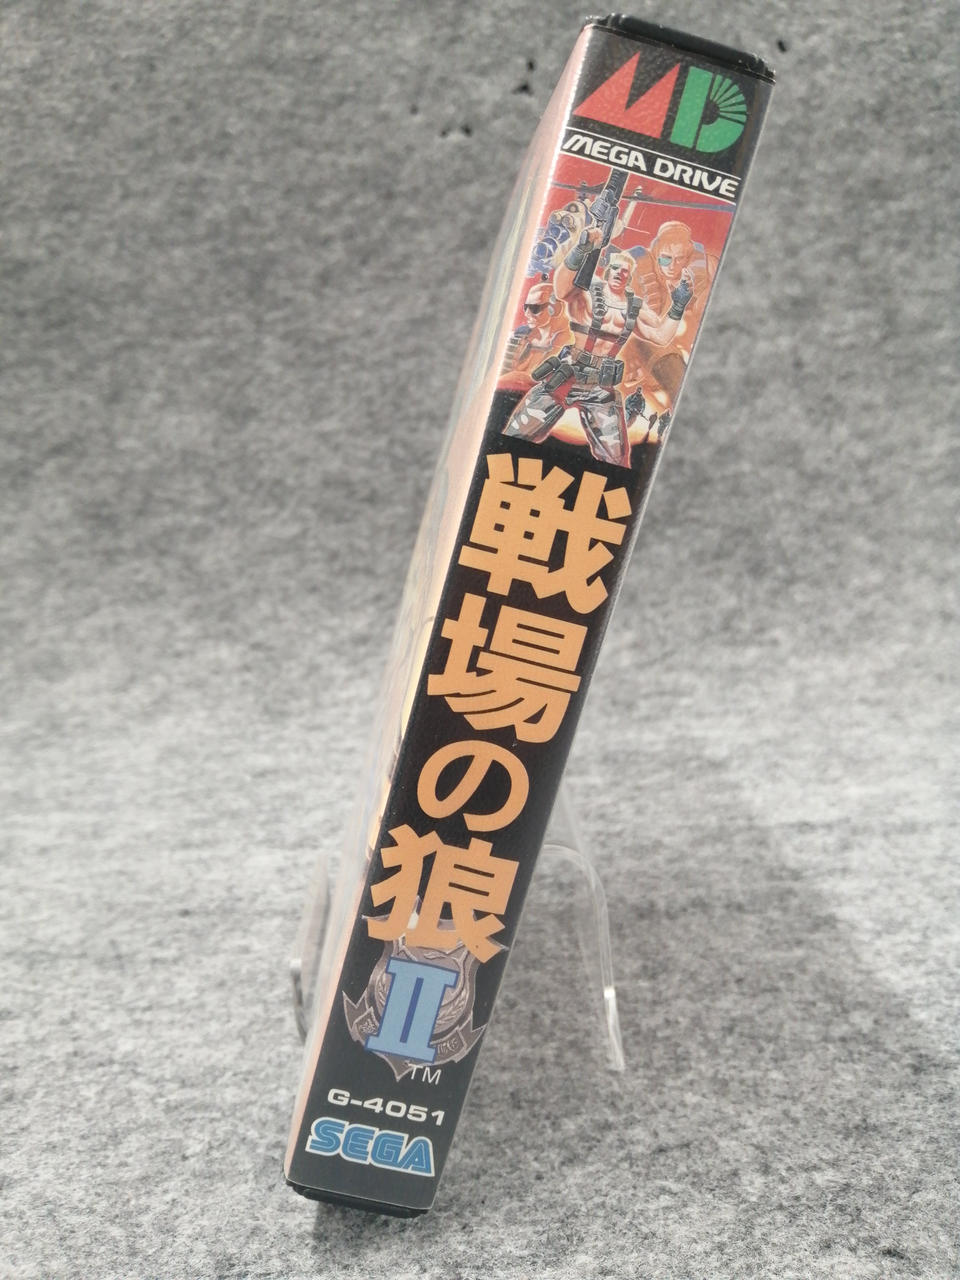 MD
MEGA DRIVE
戦場の狼
II
TM
G-4051
SEGA